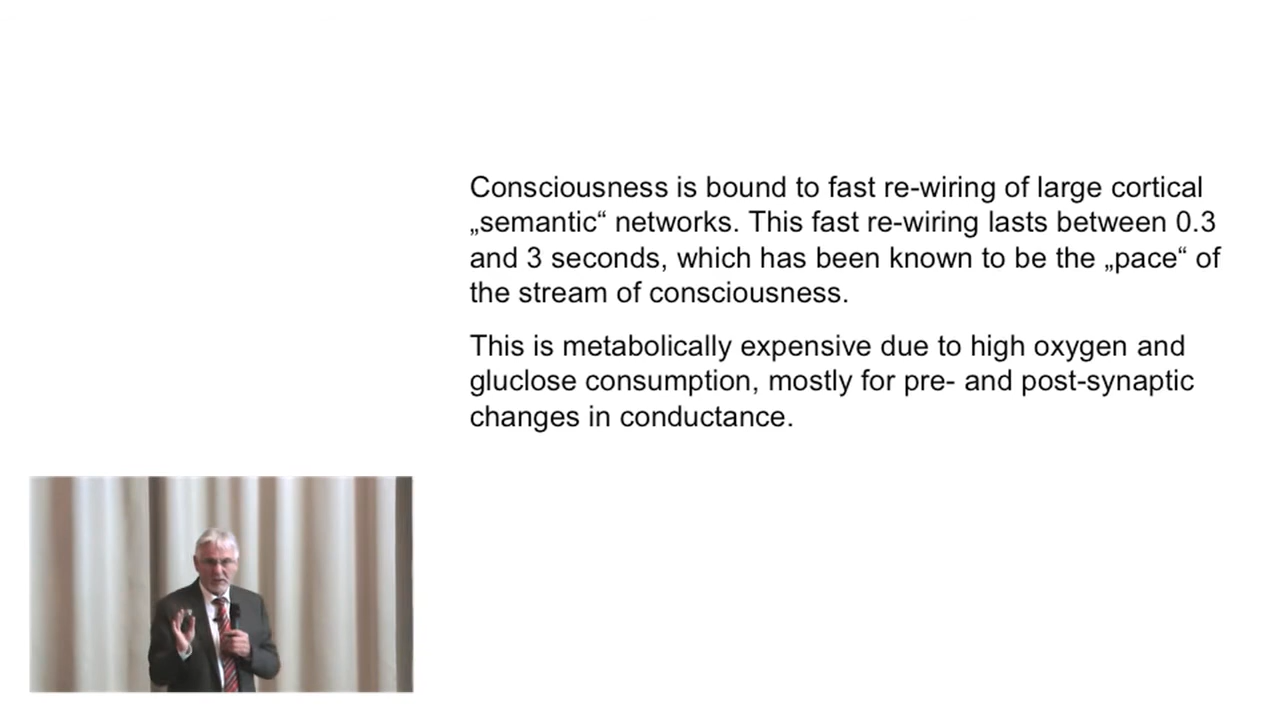 Consciousness is bound to fast re-wiring of large cortical
„semantic“ networks. This fast re-wiring lasts between 0.3
and 3 seconds, which has been known to be the „pace“ of
the stream of consciousness.
This is metabolically expensive due to high oxygen and
gluclose consumption, mostly for pre- and post-synaptic
changes in conductance.